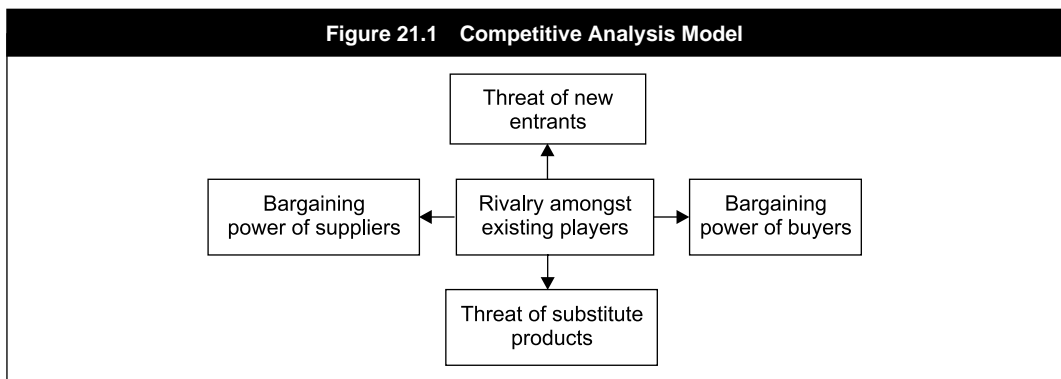 Figure 21.1 Competitive Analysis Model
Threat of new
entrants
Bargaining
power of suppliers
Rivalry amongst
existing players
Bargaining
power of buyers
Threat of substitute
products